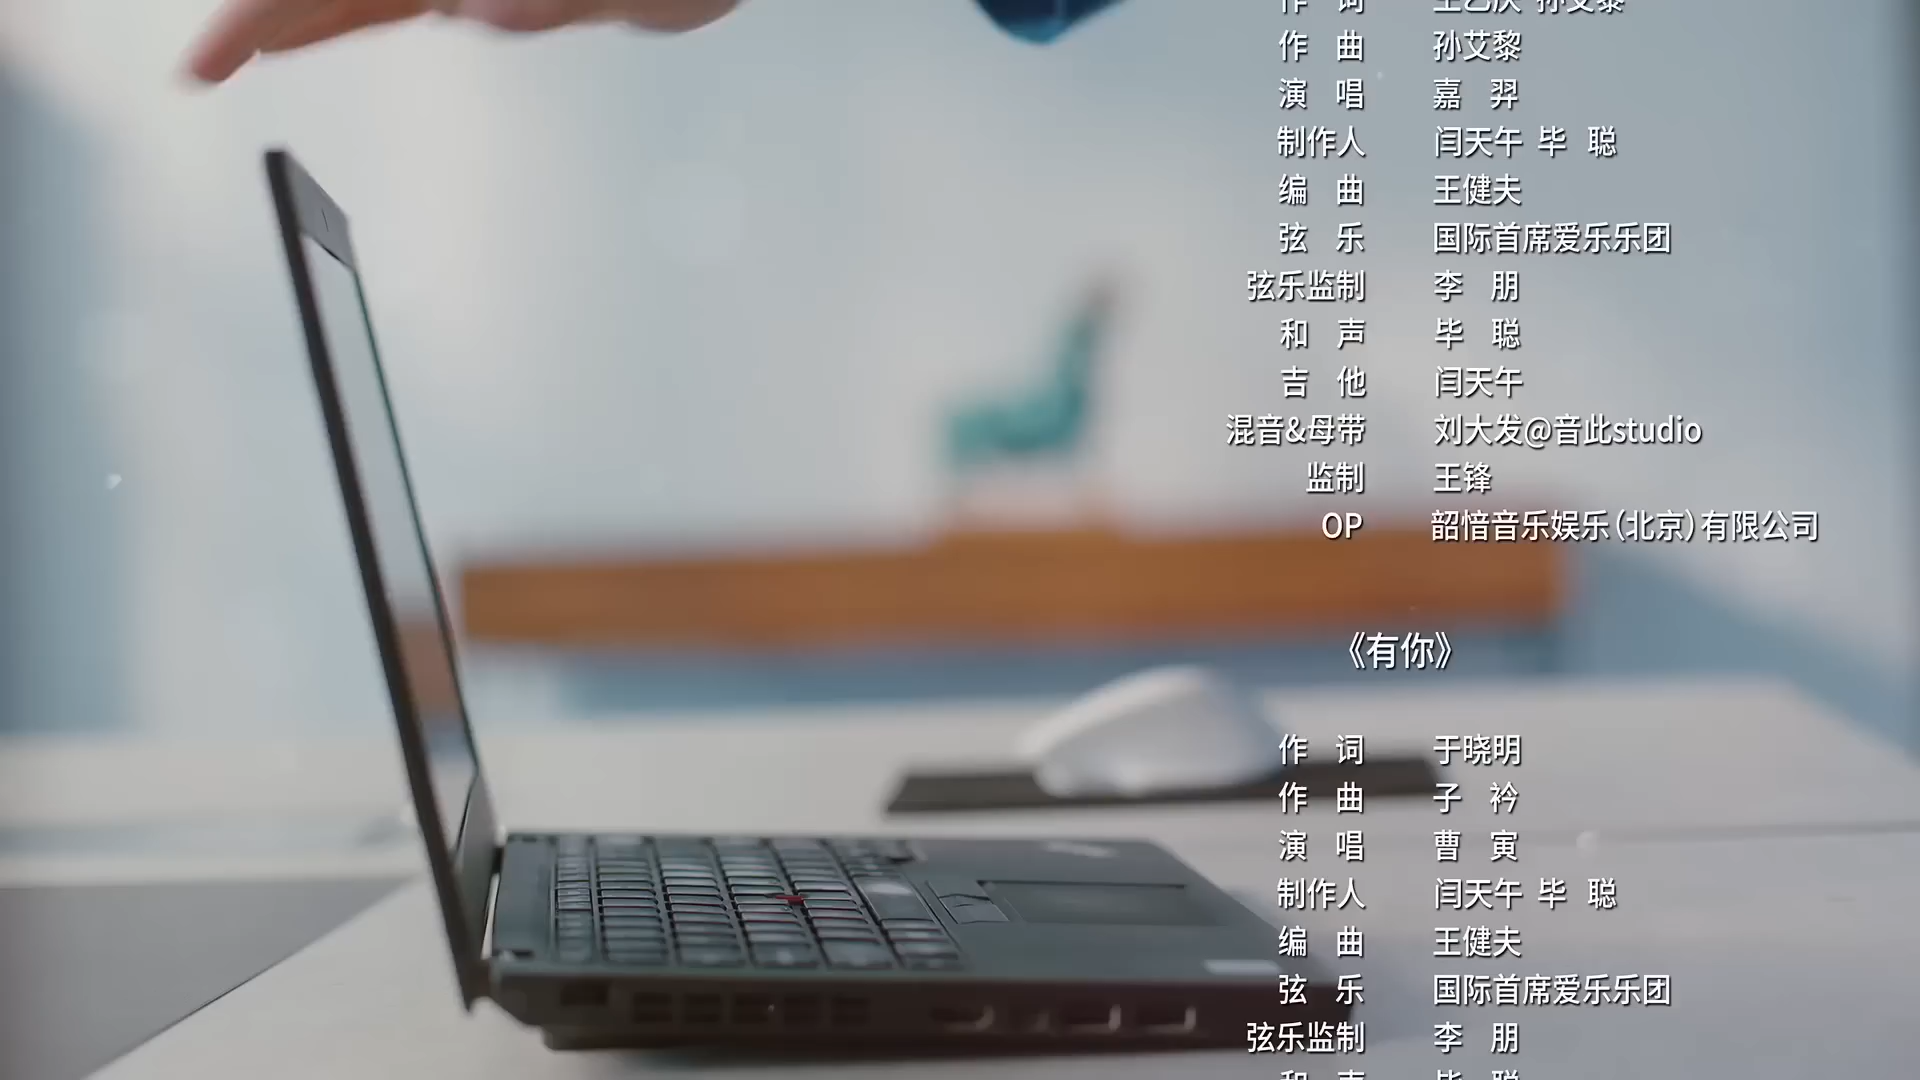 作 曲 孙艾黎
演 唱 嘉 羿
制作人 闫天午 毕 聪
编 曲 王健夫
弦 乐 国际首席爱乐乐团
弦乐监制 李 朋
和 声 毕 聪
吉 他 闫天午
混音&母带 刘大发@音此studio
监制 王锋
OP 韶愔音乐娱乐(北京)有限公司
《有你》
作 词 于晓明
作 曲 子 衿
演 唱 曹 寅
制作人 闫天午 毕 聪
编 曲 王健夫
弦 乐 国际首席爱乐乐团
弦乐监制 李 朋